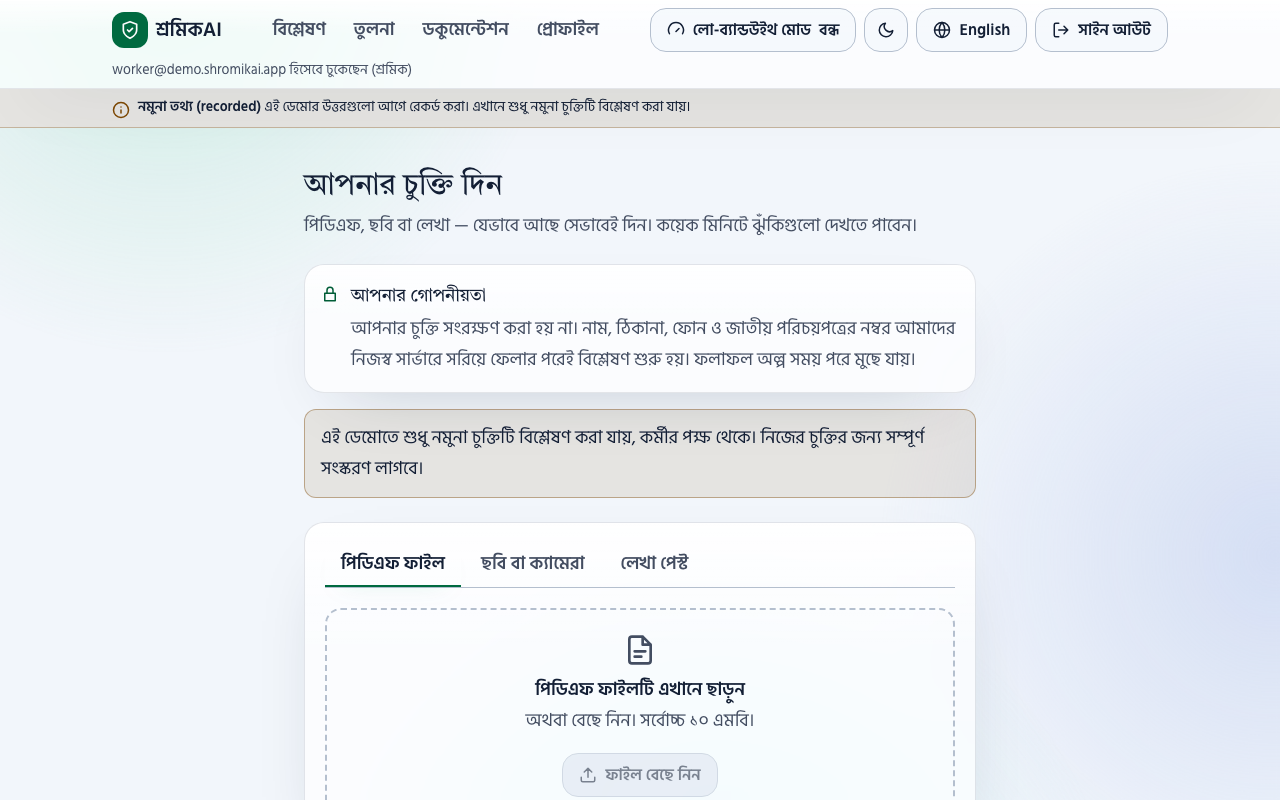 শ্রমিকAI
বিশ্লেষণ
তুলনা
ডকুমেন্টেশন
প্রোফাইল
লো-ব্যান্ডউইথ মোড বন্ধ
English
সাইন আউট
worker@demo.shromikai.app হিসেবে ঢুকেছেন (শ্রমিক)
নমুনা তথ্য (recorded) এই ডেমোর উত্তরগুলো আগে রেকর্ড করা। এখানে শুধু নমুনা চুক্তিটি বিশ্লেষণ করা যায়।
আপনার চুক্তি দিন
পিডিএফ, ছবি বা লেখা — যেভাবে আছে সেভাবেই দিন। কয়েক মিনিটে ঝুঁকিগুলো দেখতে পাবেন।
আপনার গোপনীয়তা
আপনার চুক্তি সংরক্ষণ করা হয় না। নাম, ঠিকানা, ফোন ও জাতীয় পরিচয়পত্রের নম্বর আমাদের
নিজস্ব সার্ভারে সরিয়ে ফেলার পরেই বিশ্লেষণ শুরু হয়। ফলাফল অল্প সময় পরে মুছে যায়।
এই ডেমোতে শুধু নমুনা চুক্তিটি বিশ্লেষণ করা যায়, কর্মীর পক্ষ থেকে। নিজের চুক্তির জন্য সম্পূর্ণ
সংস্করণ লাগবে।
পিডিএফ ফাইল
ছবি বা ক্যামেরা
লেখা পেস্ট
পিডিএফ ফাইলটি এখানে ছাড়ুন
অথবা বেছে নিন। সর্বোচ্চ ১০ এমবি।
ফাইল বেছে নিন